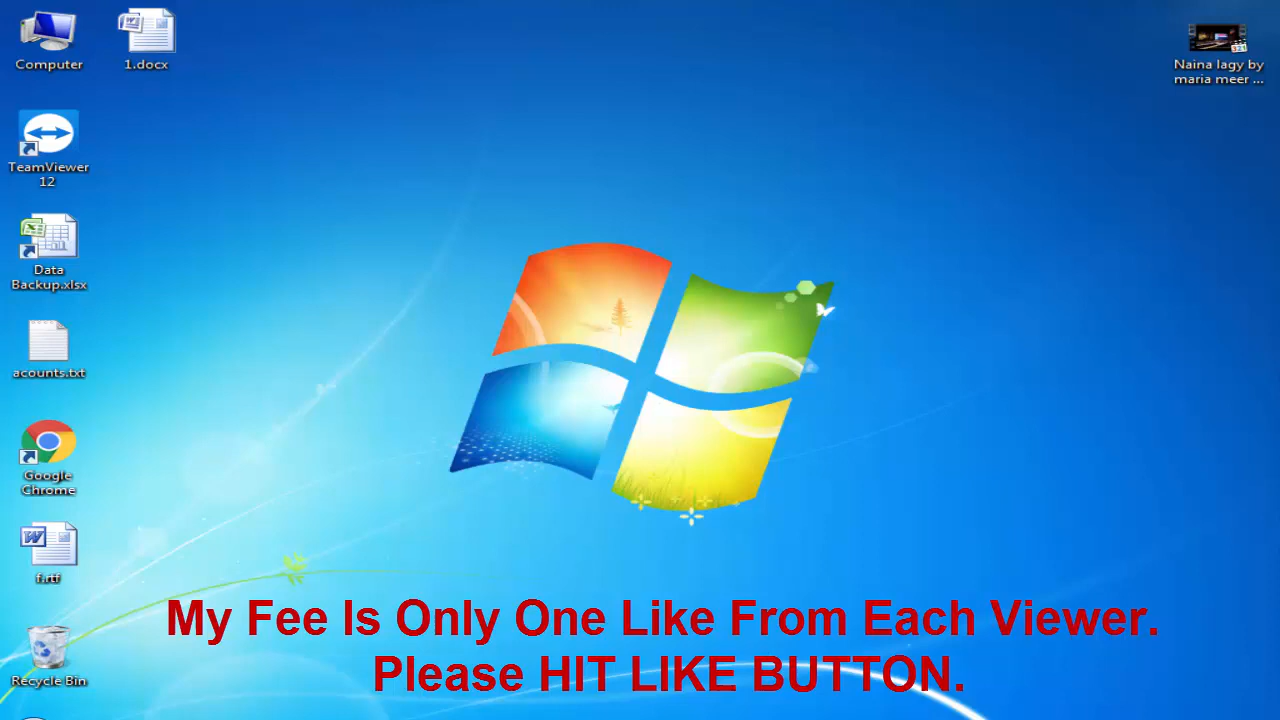 Computer
1.docx
Naina lagy by
maria meer ...
TeamViewer
12
Data
Backup.xlsx
acounts.txt
Google
Chrome
f.rtf
My Fee Is Only One Like From Each Viewer.
Please HIT LIKE BUTTON.
Recycle Bin